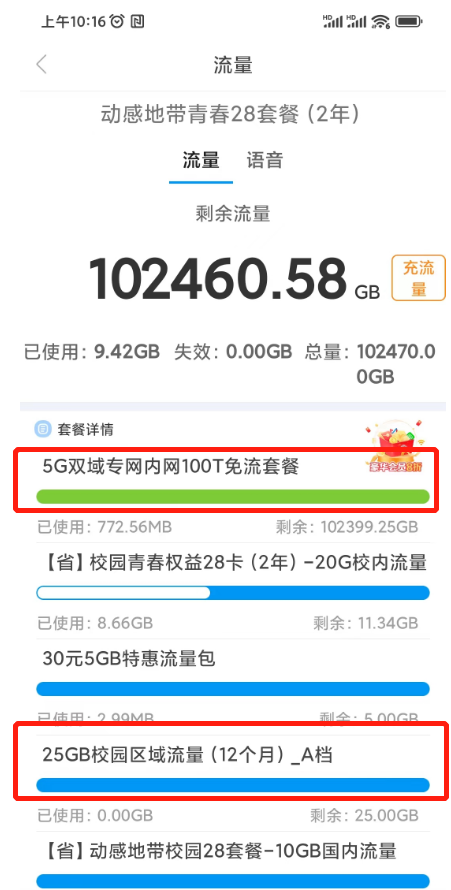 上午10:16
HD HD 6
流量
动感地带青春28套餐（2年）
流量 语音
剩余流量
102460.58 GB
充流
量
已使用：9.42GB 失效：0.00GB 总量：102470.0
0GB
套餐详情
5G双域专网内网100T免流套餐
已使用：772.56MB 剩余：102399.25GB
【省】校园青春权益28卡（2年）-20G校内流量
已使用：8.66GB 剩余：11.34GB
30元5GB特惠流量包
已使用：2.99MB 剩余：5.00GB
25GB校园区域流量（12个月）_A档
已使用：0.00GB 剩余：25.00GB
【省】动感地带校园28套餐-10GB国内流量